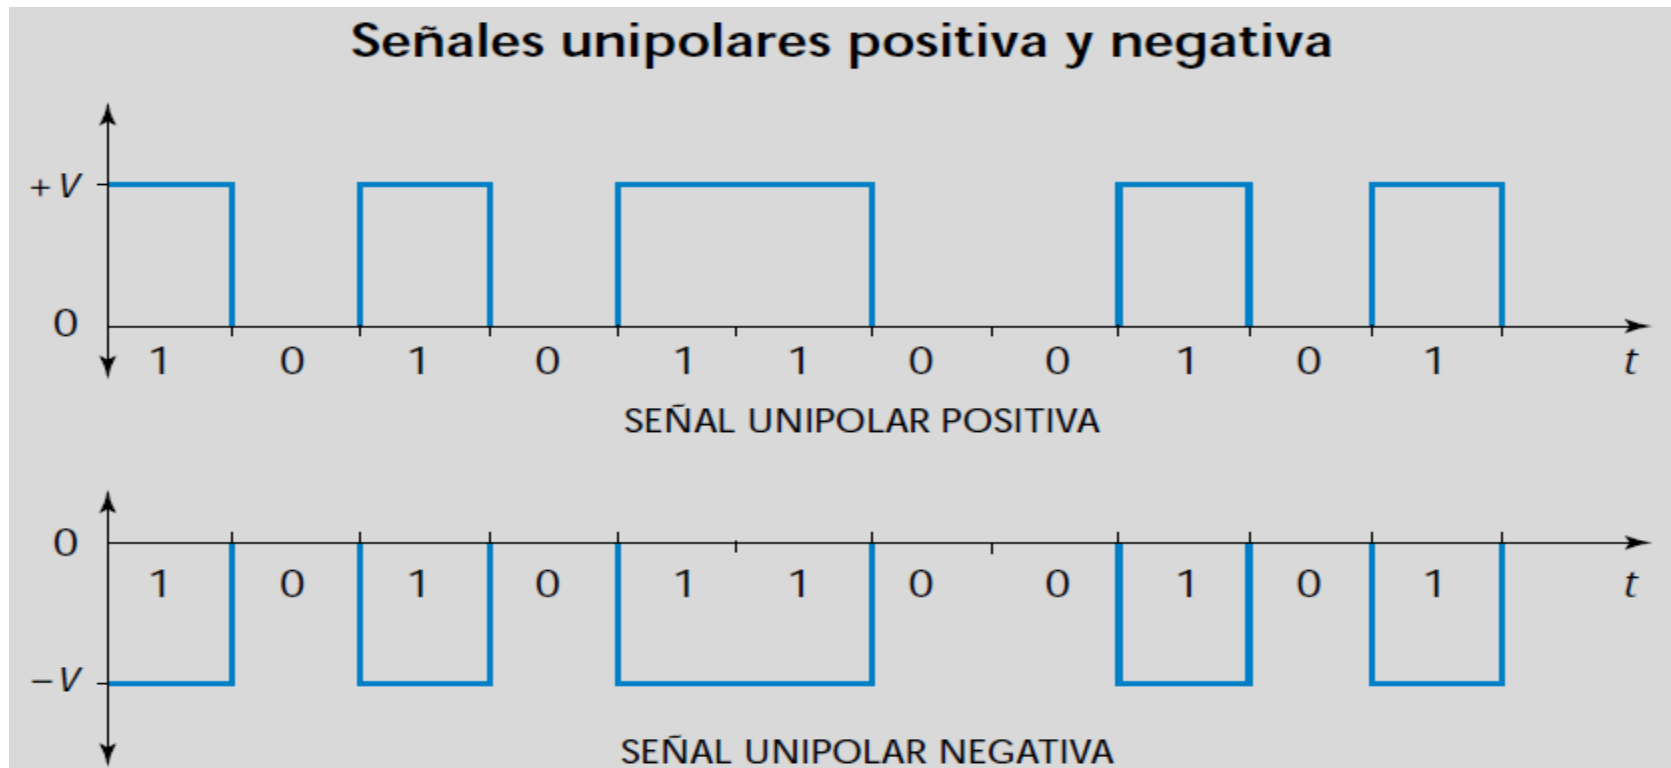 Señales unipolares positiva y negativa
+V
0
1 0 1 0 1 1 0 0 1 0 1 t
SEÑAL UNIPOLAR POSITIVA
0
1 0 1 0 1 1 0 0 1 0 1 t
−V
SEÑAL UNIPOLAR NEGATIVA